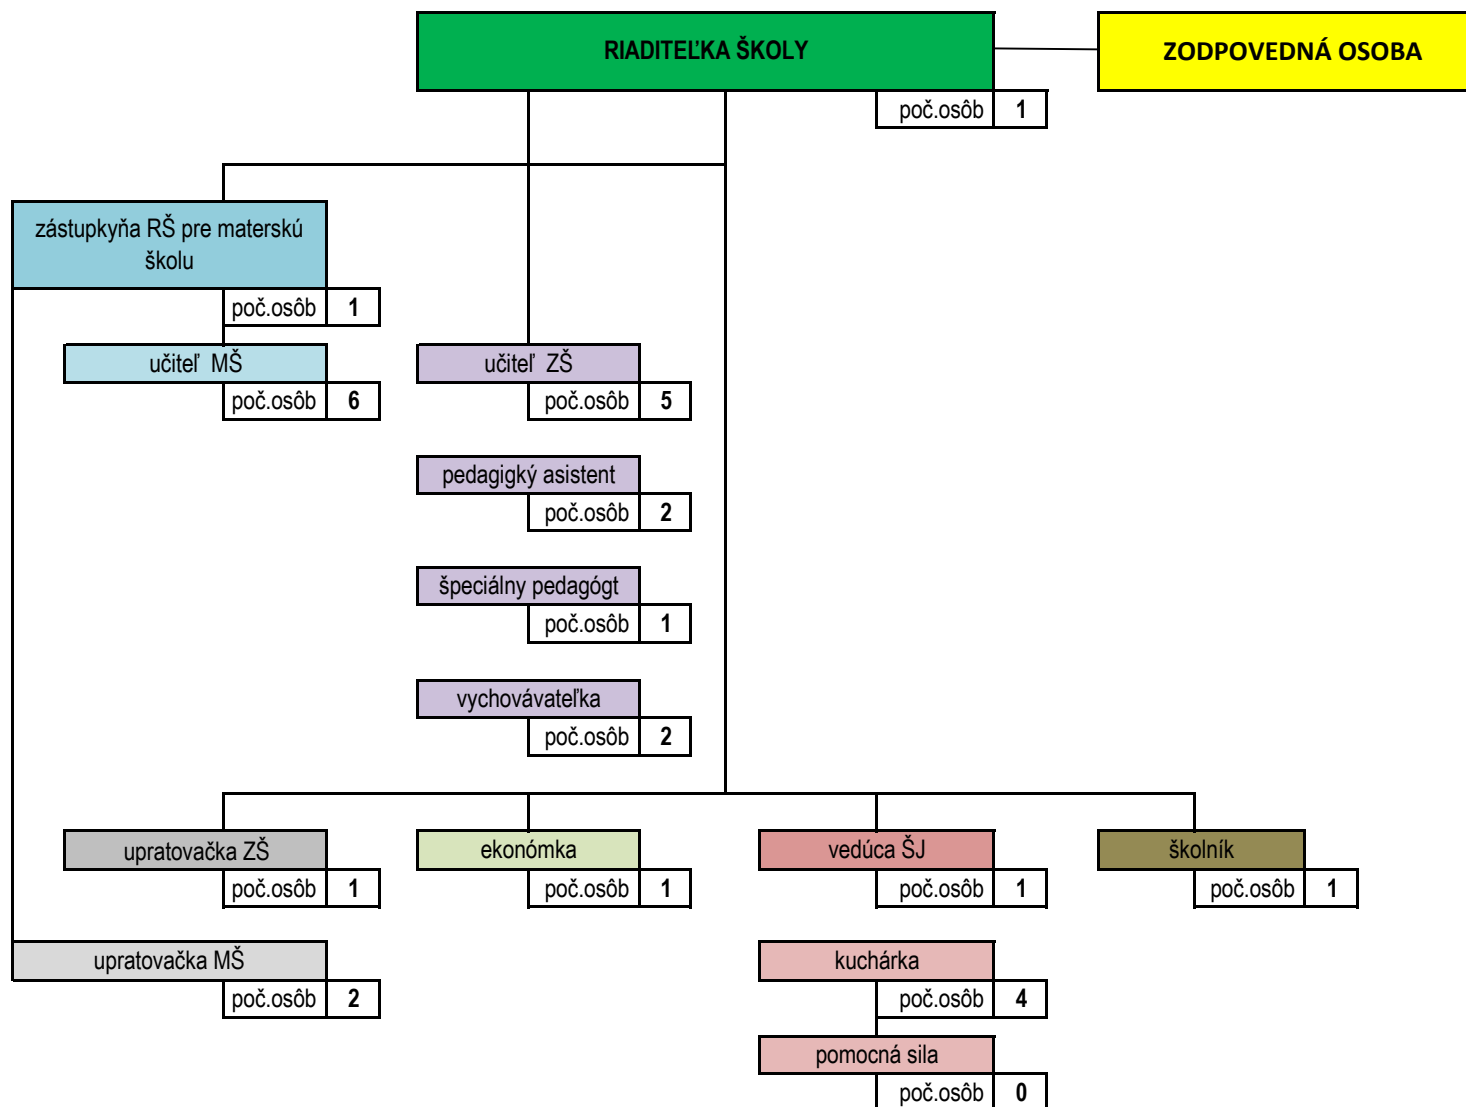 RIADITEĽKA ŠKOLY
ZODPOVEDNÁ OSOBA
poč.osôb 1
zástupkyňa RŠ pre materskú
školu
poč.osôb 1
učiteľ MŠ
poč.osôb 6
učiteľ ZŠ
poč.osôb 5
pedagigký asistent
poč.osôb 2
špeciálny pedagógt
poč.osôb 1
vychovávateľka
poč.osôb 2
upratovačka ZŠ
poč.osôb 1
ekonómka
poč.osôb 1
vedúca ŠJ
poč.osôb 1
školník
poč.osôb 1
upratovačka MŠ
poč.osôb 2
kuchárka
poč.osôb 4
pomocná sila
poč.osôb 0